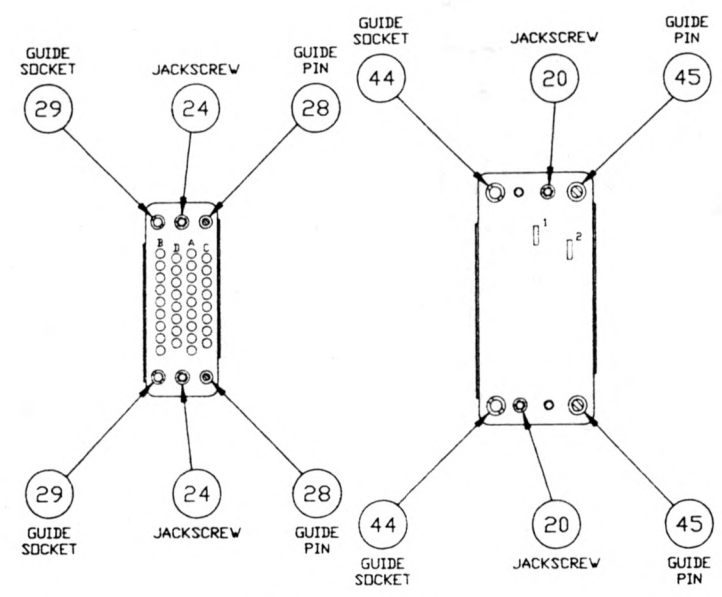 GUIDE
SOCKET
JACKSCREW
GUIDE
PIN
29
24
28
B
D
A
C
29
24
28
GUIDE
SOCKET
JACKSCREW
GUIDE
PIN
GUIDE
SOCKET
JACKSCREW
GUIDE
PIN
44
20
45
1
2
44
20
45
GUIDE
SOCKET
JACKSCREW
GUIDE
PIN